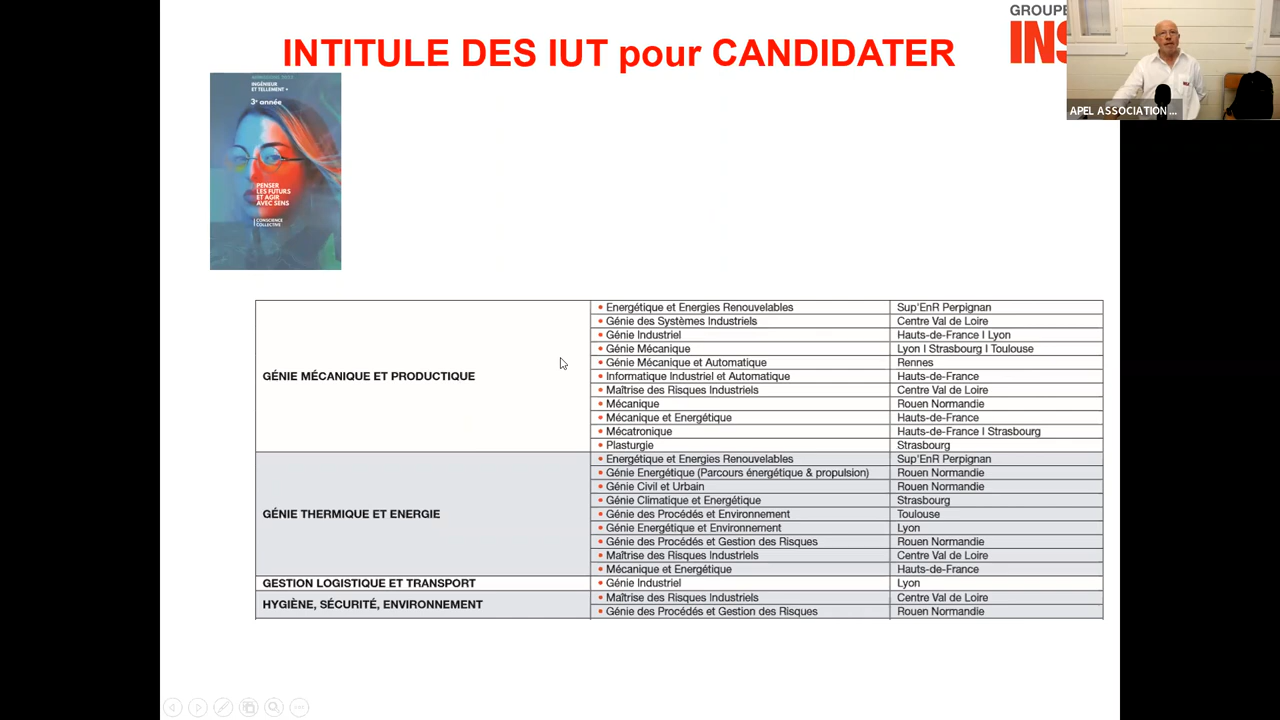 INTITULE DES IUT pour CANDIDATER
GROUPE
INS
APEL ASSOCIATION ...
INGÉNIEUR
ET TELLEMENT +
3e année
PENSER
LES FUTURS
ET AGIR
AVEC SENS
CONSCIENCE
COLLECTIVE
GÉNIE MÉCANIQUE ET PRODUCTIQUE
• Energétique et Energies Renouvelables Sup'EnR Perpignan
• Génie des Systèmes Industriels Centre Val de Loire
• Génie Industriel Hauts-de-France I Lyon
• Génie Mécanique Lyon I Strasbourg I Toulouse
• Génie Mécanique et Automatique Rennes
• Informatique Industriel et Automatique Hauts-de-France
• Maîtrise des Risques Industriels Centre Val de Loire
• Mécanique Rouen Normandie
• Mécanique et Energétique Hauts-de-France
• Mécatronique Hauts-de-France I Strasbourg
• Plasturgie Strasbourg
GÉNIE THERMIQUE ET ENERGIE
• Energétique et Energies Renouvelables Sup'EnR Perpignan
• Génie Energétique (Parcours énergétique & propulsion) Rouen Normandie
• Génie Civil et Urbain Rouen Normandie
• Génie Climatique et Energétique Strasbourg
• Génie des Procédés et Environnement Toulouse
• Génie Energétique et Environnement Lyon
• Génie des Procédés et Gestion des Risques Rouen Normandie
• Maîtrise des Risques Industriels Centre Val de Loire
• Mécanique et Energétique Hauts-de-France
GESTION LOGISTIQUE ET TRANSPORT
• Génie Industriel Lyon
HYGIÈNE, SÉCURITÉ, ENVIRONNEMENT
• Maîtrise des Risques Industriels Centre Val de Loire
• Génie des Procédés et Gestion des Risques Rouen Normandie